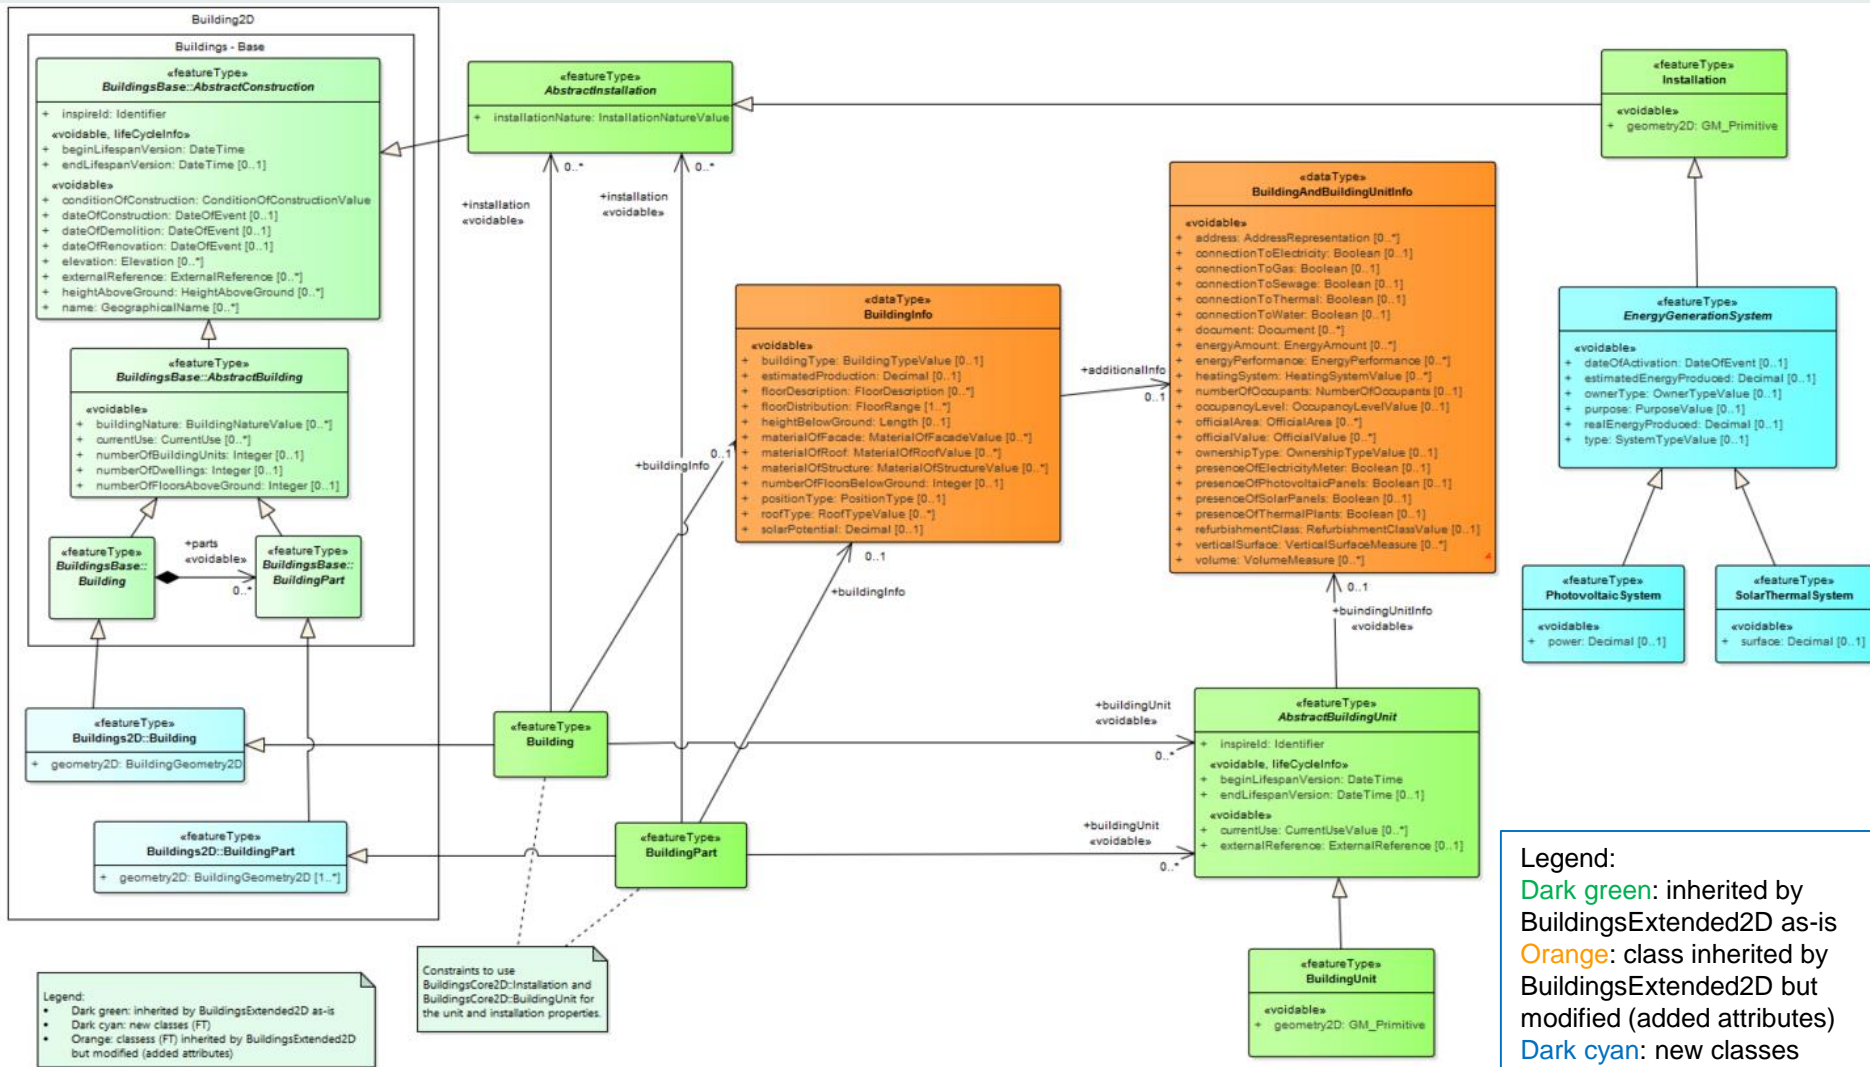 Building2D
Buildings - Base
«featureType»
BuildingsBase::AbstractConstruction
+ inspireId: Identifier
«voidable, lifeCycleInfo»
+ beginLifespanVersion: DateTime
+ endLifespanVersion: DateTime [0..1]
«voidable»
+ conditionOfConstruction: ConditionOfConstructionValue
+ dateOfConstruction: DateOfEvent [0..1]
+ dateOfDemolition: DateOfEvent [0..1]
+ dateOfRenovation: DateOfEvent [0..1]
+ elevation: Elevation [0..*]
+ externalReference: ExternalReference [0..*]
+ heightAboveGround: HeightAboveGround [0..*]
+ name: GeographicalName [0..*]
«featureType»
BuildingsBase::AbstractBuilding
«voidable»
+ buildingNature: BuildingNatureValue [0..*]
+ currentUse: CurrentUse [0..*]
+ numberOfBuildingUnits: Integer [0..1]
+ numberOfDwellings: Integer [0..1]
+ numberOfFloorsAboveGround: Integer [0..1]
«featureType»
BuildingsBase::
Building
+parts
«voidable»
0..*
«featureType»
BuildingsBase::
BuildingPart
«featureType»
Buildings2D::Building
+ geometry2D: BuildingGeometry2D
«featureType»
Buildings2D::BuildingPart
+ geometry2D: BuildingGeometry2D [1..*]
«featureType»
AbstractInstallation
+ installationNature: InstallationNatureValue
0..*
0..*
+installation
«voidable»
+installation
«voidable»
«featureType»
Installation
«voidable»
+ geometry2D: GM_Primitive
«dataType»
BuildingInfo
«voidable»
+ buildingType: BuildingTypeValue [0..1]
+ estimatedProduction: Decimal [0..1]
+ floorDescription: FloorDescription [0..*]
+ floorDistribution: FloorRange [1..*]
+ heightBelowGround: Length [0..1]
+ materialOfFacade: MaterialOfFacadeValue [0..*]
+ materialOfRoof: MaterialOfRoofValue [0..*]
+ materialOfStructure: MaterialOfStructureValue [0..*]
+ numberOfFloorsBelowGround: Integer [0..1]
+ positionType: PositionType [0..1]
+ roofType: RoofTypeValue [0..*]
+ solarPotential: Decimal [0..1]
0..1
+buildingInfo
0..1
+buildingInfo
+additionalInfo
0..1
«dataType»
BuildingAndBuildingUnitInfo
«voidable»
+ address: AddressRepresentation [0..*]
+ connectionToElectricity: Boolean [0..1]
+ connectionToGas: Boolean [0..1]
+ connectionToSewage: Boolean [0..1]
+ connectionToThermal: Boolean [0..1]
+ connectionToWater: Boolean [0..1]
+ document: Document [0..*]
+ energyAmount: EnergyAmount [0..*]
+ energyPerformance: EnergyPerformance [0..*]
+ heatingSystem: HeatingSystemValue [0..*]
+ numberOfOccupants: NumberOfOccupants [0..1]
+ occupancyLevel: OccupancyLevelValue [0..1]
+ officialArea: OfficialArea [0..*]
+ officialValue: OfficialValue [0..*]
+ ownershipType: OwnershipTypeValue [0..1]
+ presenceOfElectricityMeter: Boolean [0..1]
+ presenceOfPhotovoltaicPanels: Boolean [0..1]
+ presenceOfSolarPanels: Boolean [0..1]
+ presenceOfThermalPlants: Boolean [0..1]
+ refurbishmentClass: RefurbishmentClassValue [0..1]
+ verticalSurface: VerticalSurfaceMeasure [0..*]
+ volume: VolumeMeasure [0..*]
0..1
+buindingUnitInfo
«voidable»
«featureType»
EnergyGenerationSystem
«voidable»
+ dateOfActivation: DateOfEvent [0..1]
+ estimatedEnergyProduced: Decimal [0..1]
+ ownerType: OwnerTypeValue [0..1]
+ purpose: PurposeValue [0..1]
+ realEnergyProduced: Decimal [0..1]
+ type: SystemTypeValue [0..1]
«featureType»
PhotovoltaicSystem
«voidable»
+ power: Decimal [0..1]
«featureType»
SolarThermalSystem
«voidable»
+ surface: Decimal [0..1]
«featureType»
Building
«featureType»
BuildingPart
+buildingUnit
«voidable»
0..*
+buildingUnit
«voidable»
0..*
«featureType»
AbstractBuildingUnit
+ inspireId: Identifier
«voidable, lifeCycleInfo»
+ beginLifespanVersion: DateTime
+ endLifespanVersion: DateTime [0..1]
«voidable»
+ currentUse: CurrentUseValue [0..*]
+ externalReference: ExternalReference [0..1]
«featureType»
BuildingUnit
«voidable»
+ geometry2D: GM_Primitive
Constraints to use
BuildingsCore2D::Installation and
BuildingsCore2D::BuildingUnit for
the unit and installation properties.
Legend:
• Dark green: inherited by BuildingsExtended2D as-is
• Dark cyan: new classes (FT)
• Orange: classess (FT) inherited by BuildingsExtended2D
but modified (added attributes)
Legend:
Dark green: inherited by
BuildingsExtended2D as-is
Orange: class inherited by
BuildingsExtended2D but
modified (added attributes)
Dark cyan: new classes